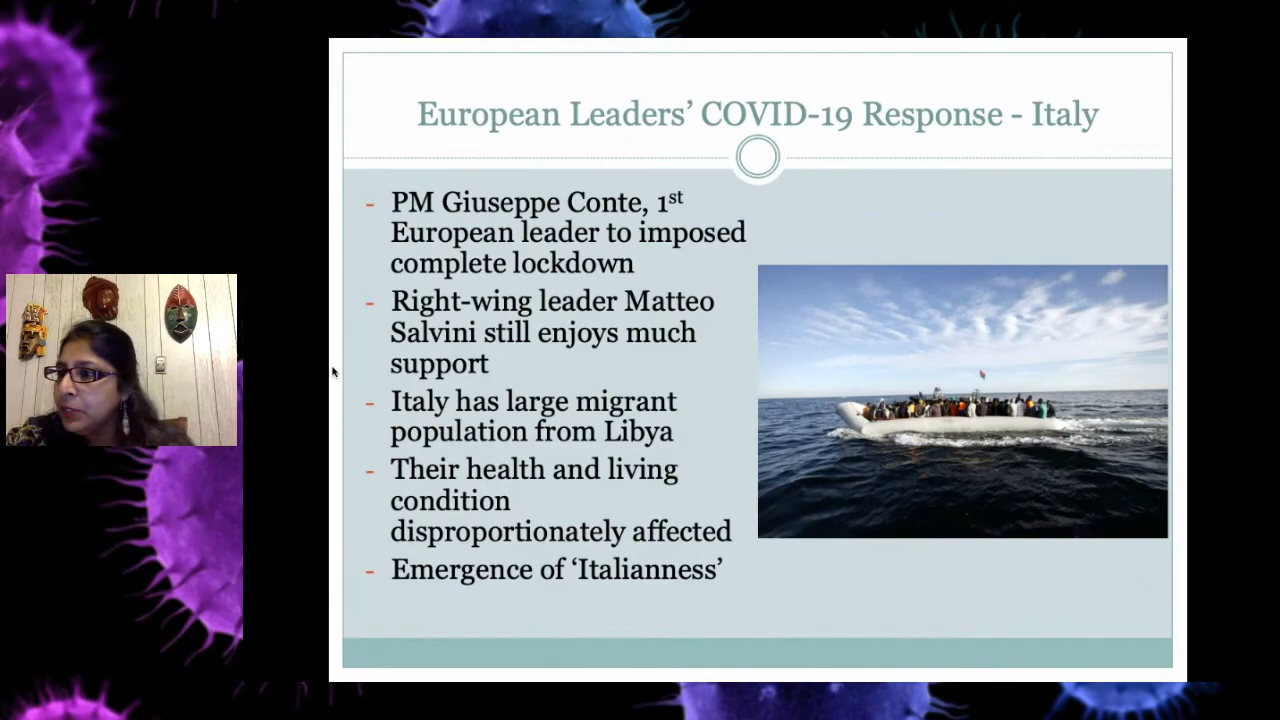 European Leaders’ COVID-19 Response - Italy
- PM Giuseppe Conte, 1st
European leader to imposed
complete lockdown
- Right-wing leader Matteo
Salvini still enjoys much
support
- Italy has large migrant
population from Libya
- Their health and living
condition
disproportionately affected
- Emergence of ‘Italianness’